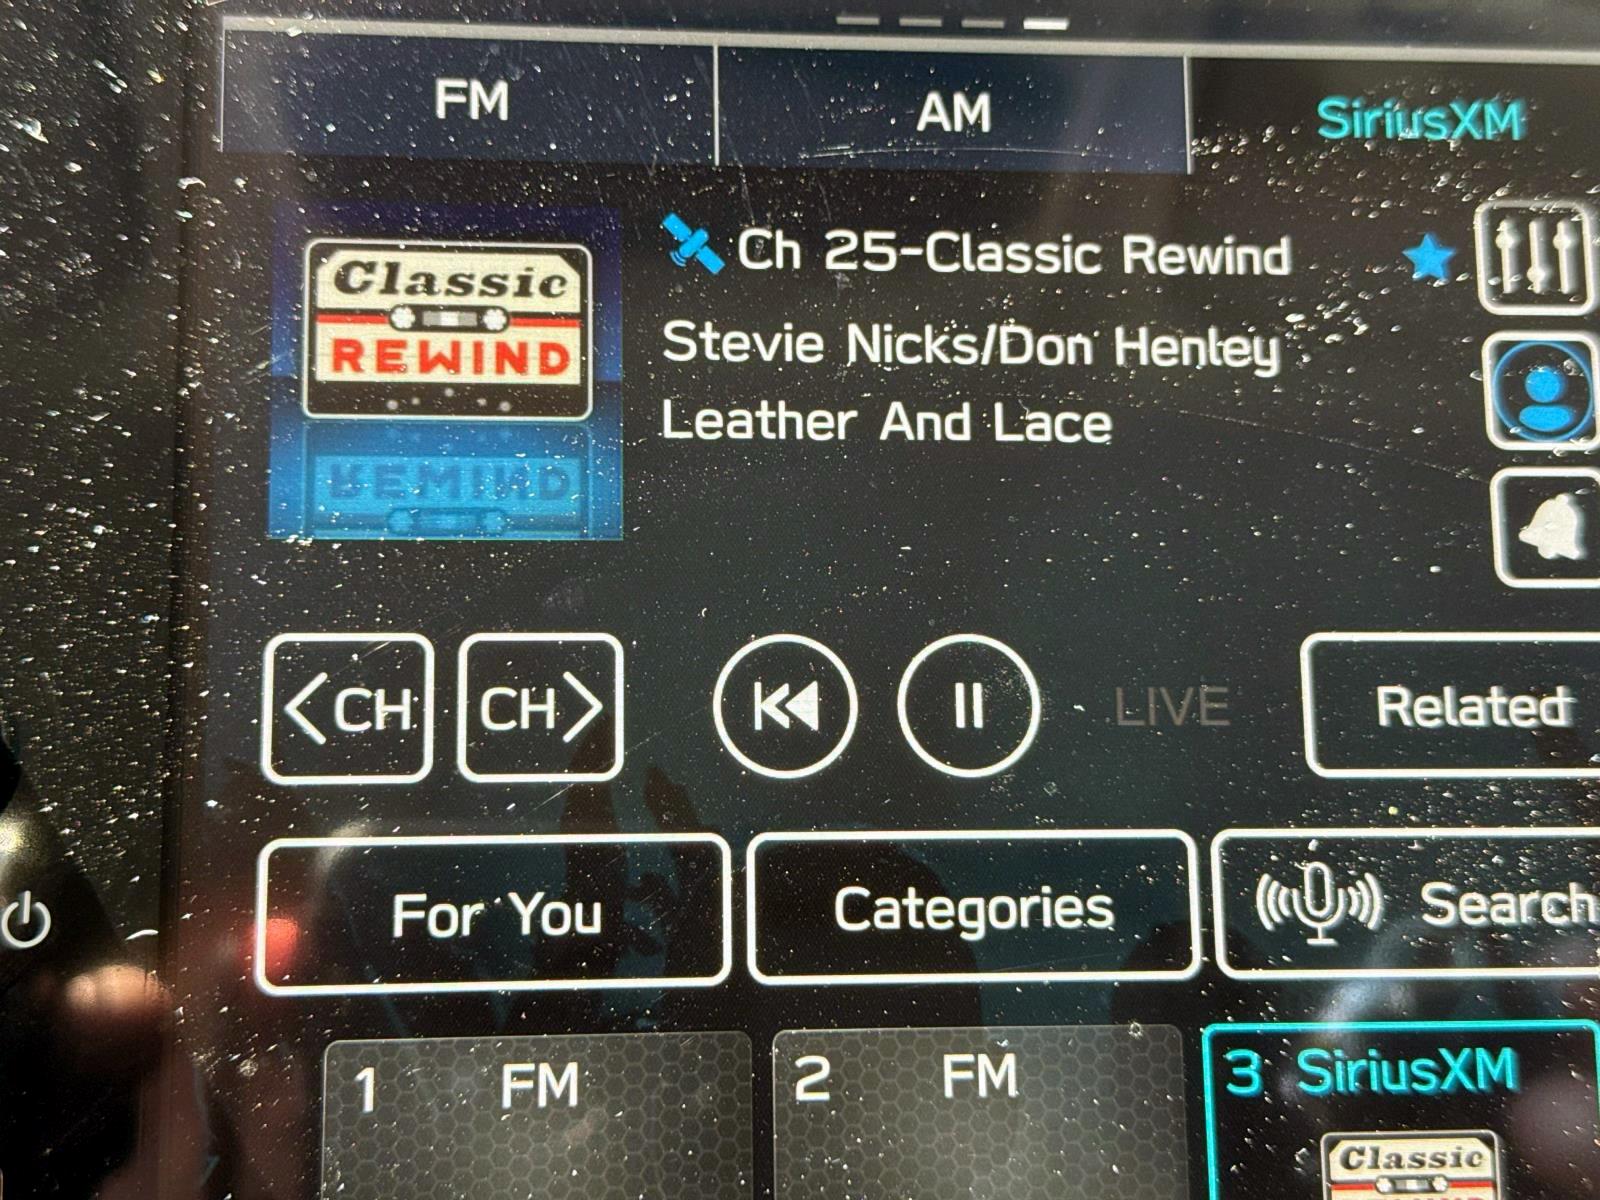 FM
AM
SiriusXM
Classic
REWIND
Ch 25-Classic Rewind
Stevie Nicks/Don Henley
Leather And Lace
REWIND
CH
CH
LIVE
Related
For You
Categories
Search
1 FM
2 FM
3 SiriusXM
Classic